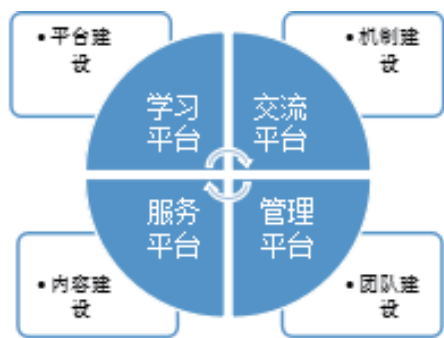 • 平台建
设
• 机制建
设
学习
平台
交流
平台
服务
平台
管理
平台
• 内容建
设
• 团队建
设